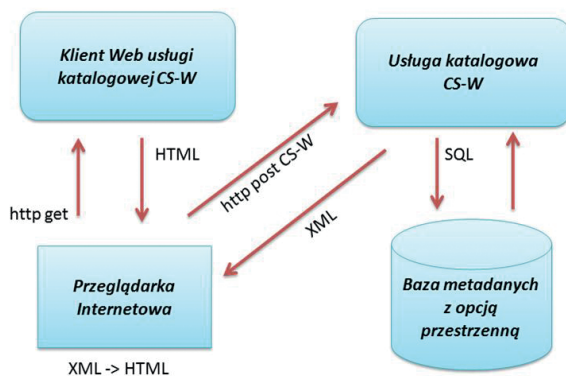 Klient Web usługi
katalogowej CS-W
Usługa katalogowa
CS-W
HTML
http post CS-W
SQL
http get
XML
Przeglądarka
Internetowa
Baza metadanych
z opcją
przestrzenną
XML -> HTML